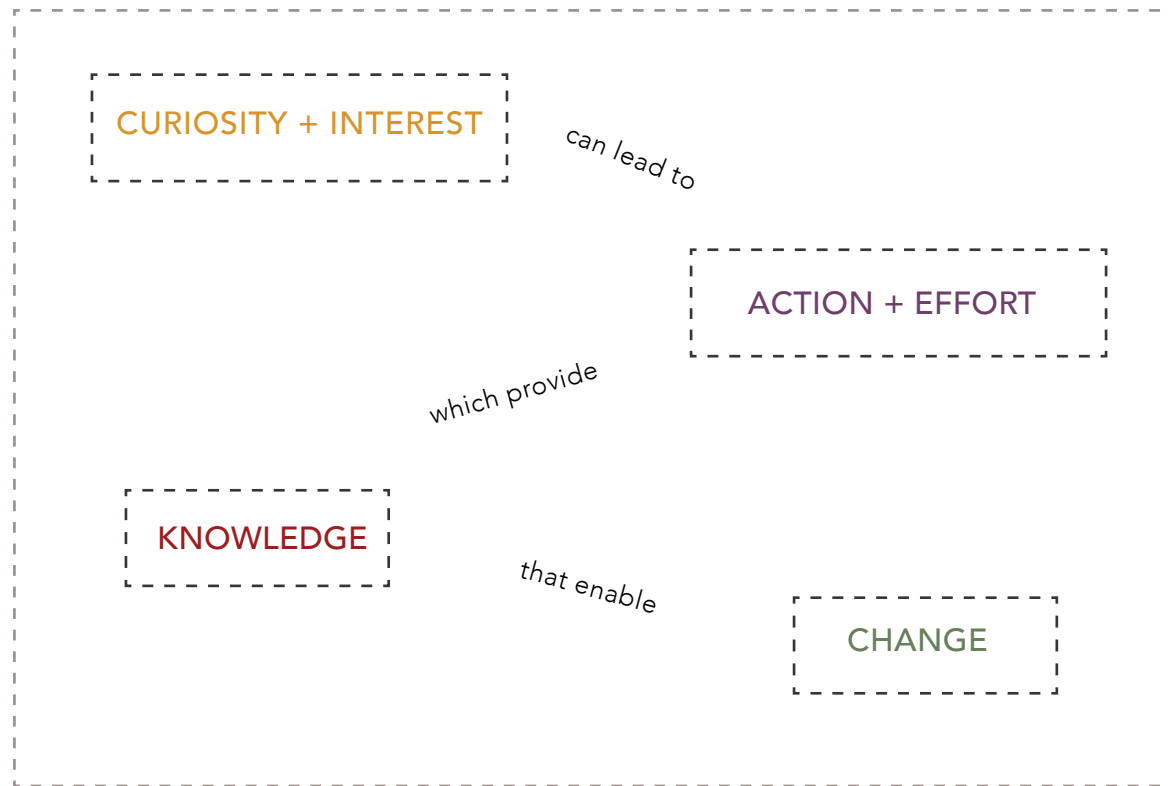 CURIOSITY + INTEREST
can lead to
ACTION + EFFORT
which provide
KNOWLEDGE
that enable
CHANGE